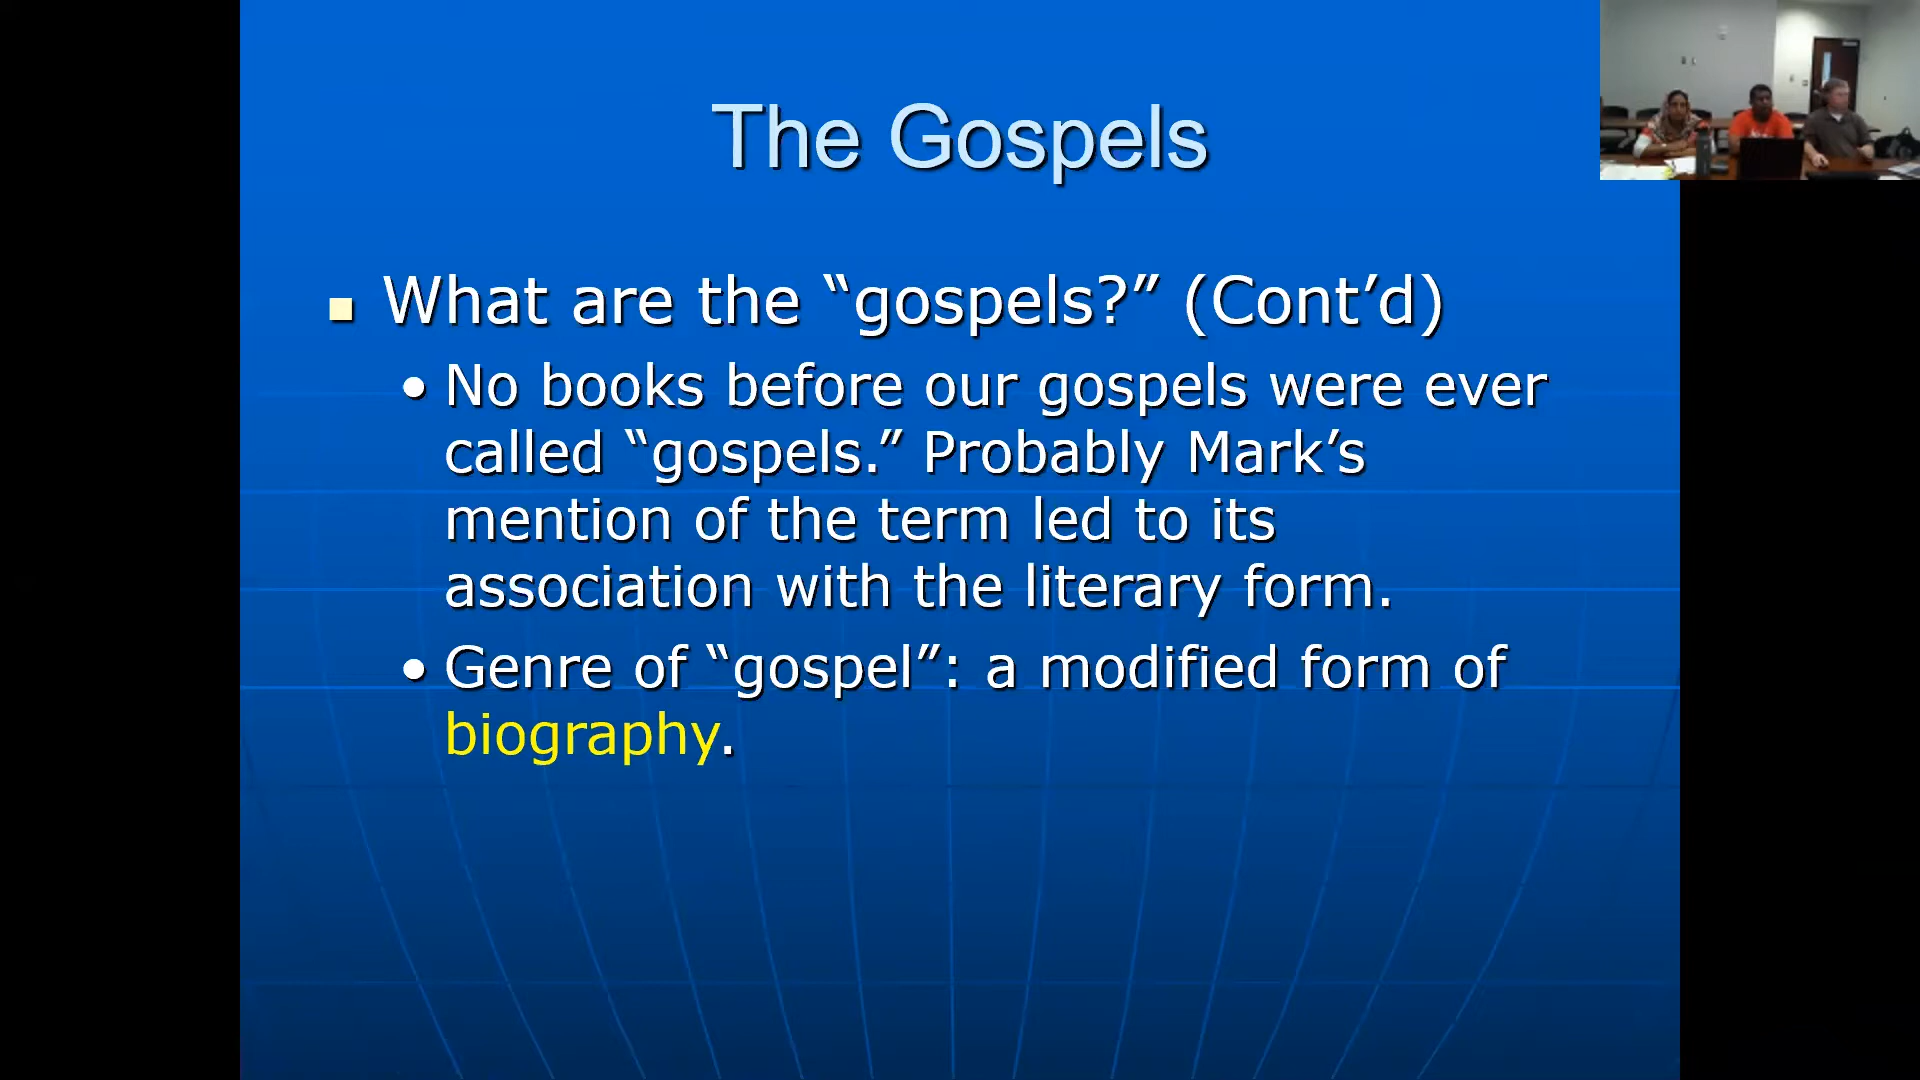 The Gospels
What are the “gospels?” (Cont’d)
No books before our gospels were ever
called “gospels.” Probably Mark’s
mention of the term led to its
association with the literary form.
Genre of “gospel”: a modified form of
biography.